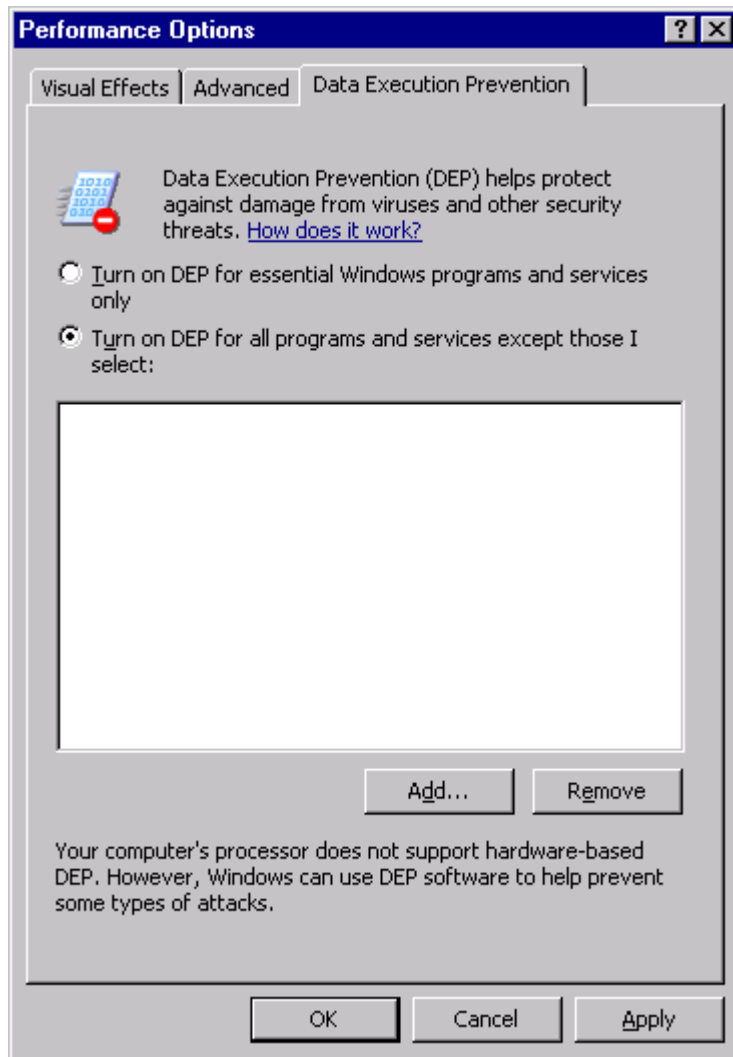 Performance Options
Visual Effects Advanced Data Execution Prevention
Data Execution Prevention (DEP) helps protect
against damage from viruses and other security
threats. How does it work?
Turn on DEP for essential Windows programs and services
only
Turn on DEP for all programs and services except those I
select:
Add... Remove
Your computer's processor does not support hardware-based
DEP. However, Windows can use DEP software to help prevent
some types of attacks.
OK Cancel Apply